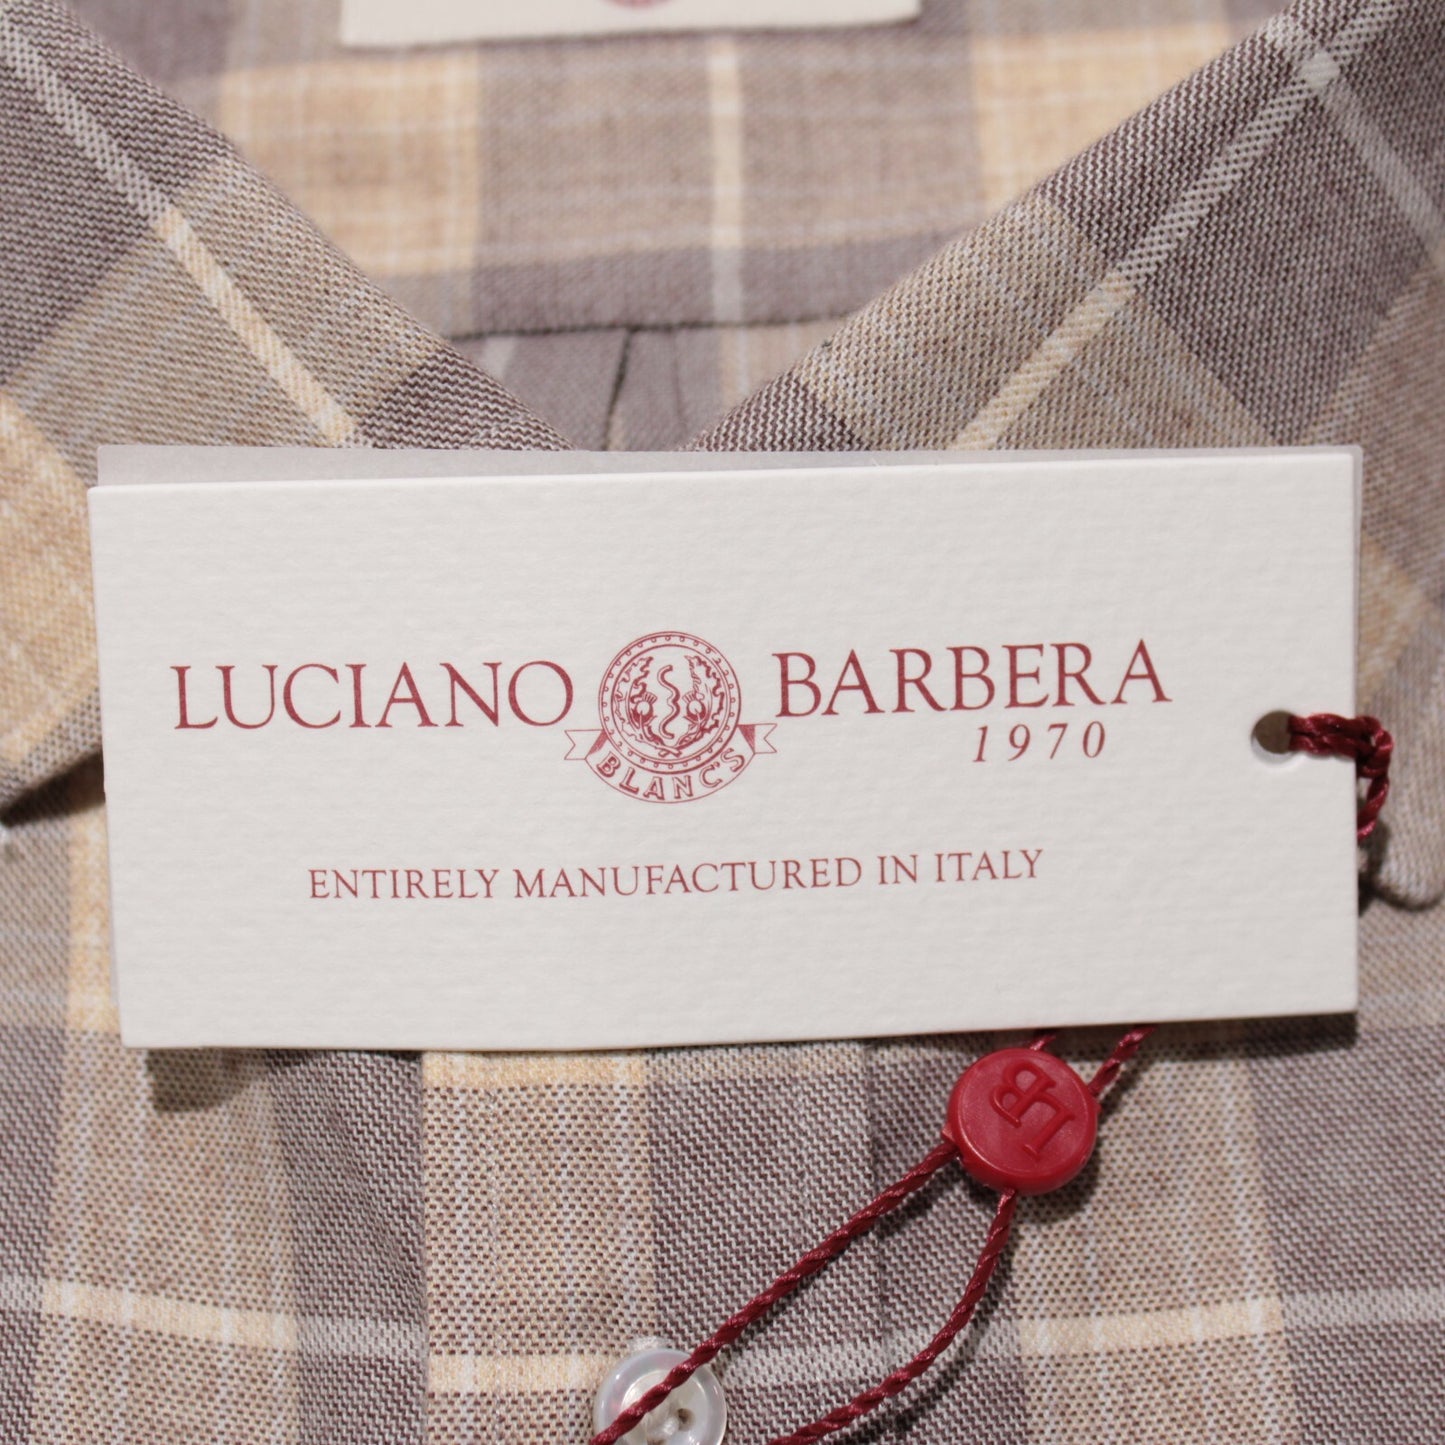 LUCIANO BARBERA
1970
BLANC'S
ENTIRELY MANUFACTURED IN ITALY
LB